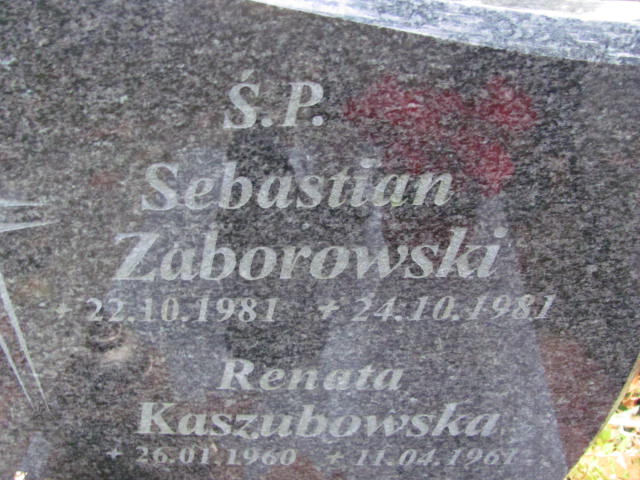 Ś.P.
Sebastian
Zaborowski
+ 22.10.1981 + 24.10.1981
Renata
Kaszubowska
+ 26.01.1960 + 11.04.1961